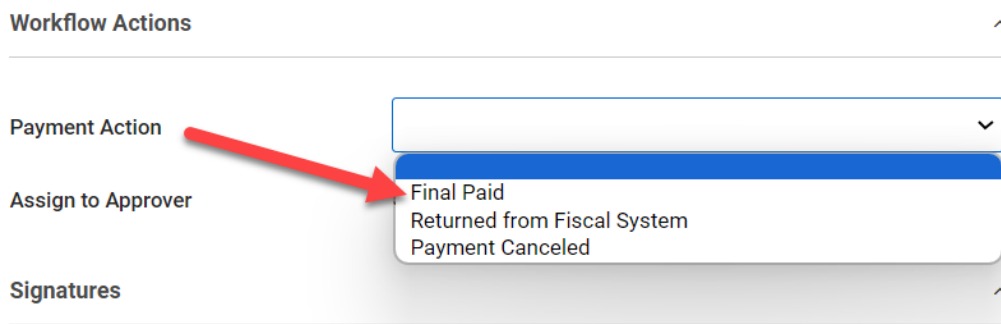 Workflow Actions
Payment Action
Final Paid
Assign to Approver
Returned from Fiscal System
Payment Canceled
Signatures